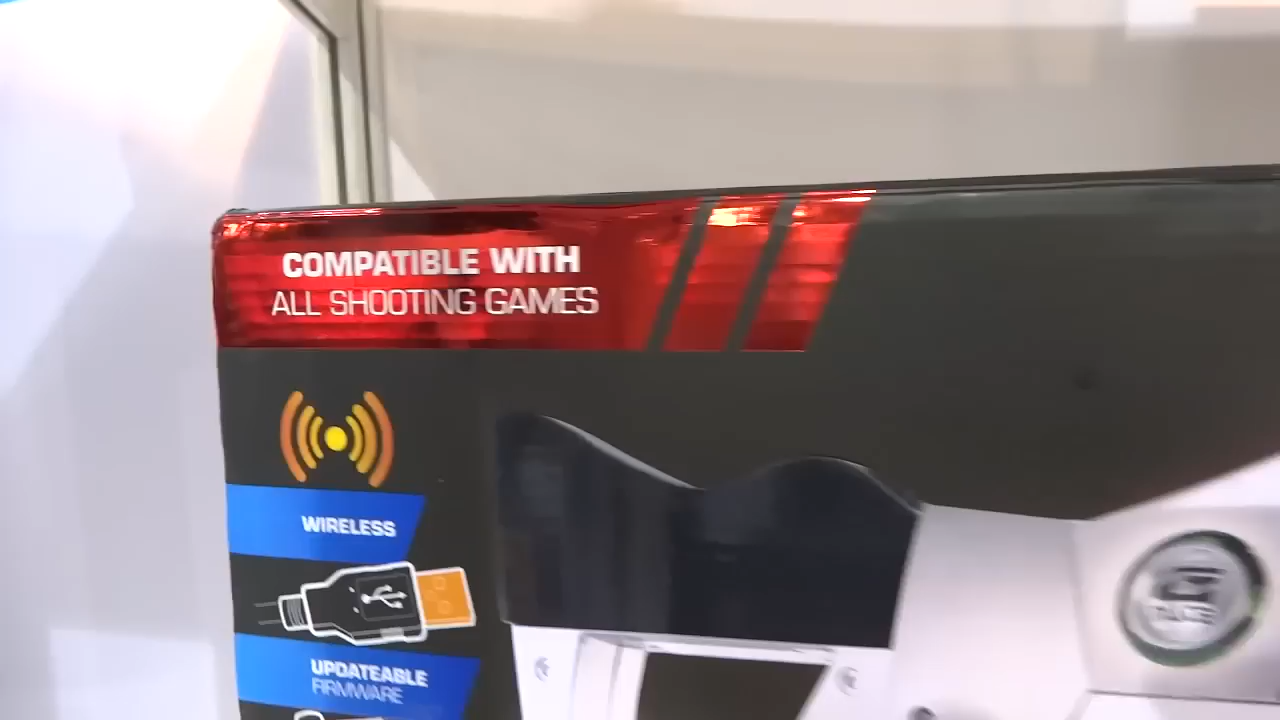 COMPATIBLE WITH
ALL SHOOTING GAMES
WIRELESS
UPDATEABLE
FIRMWARE